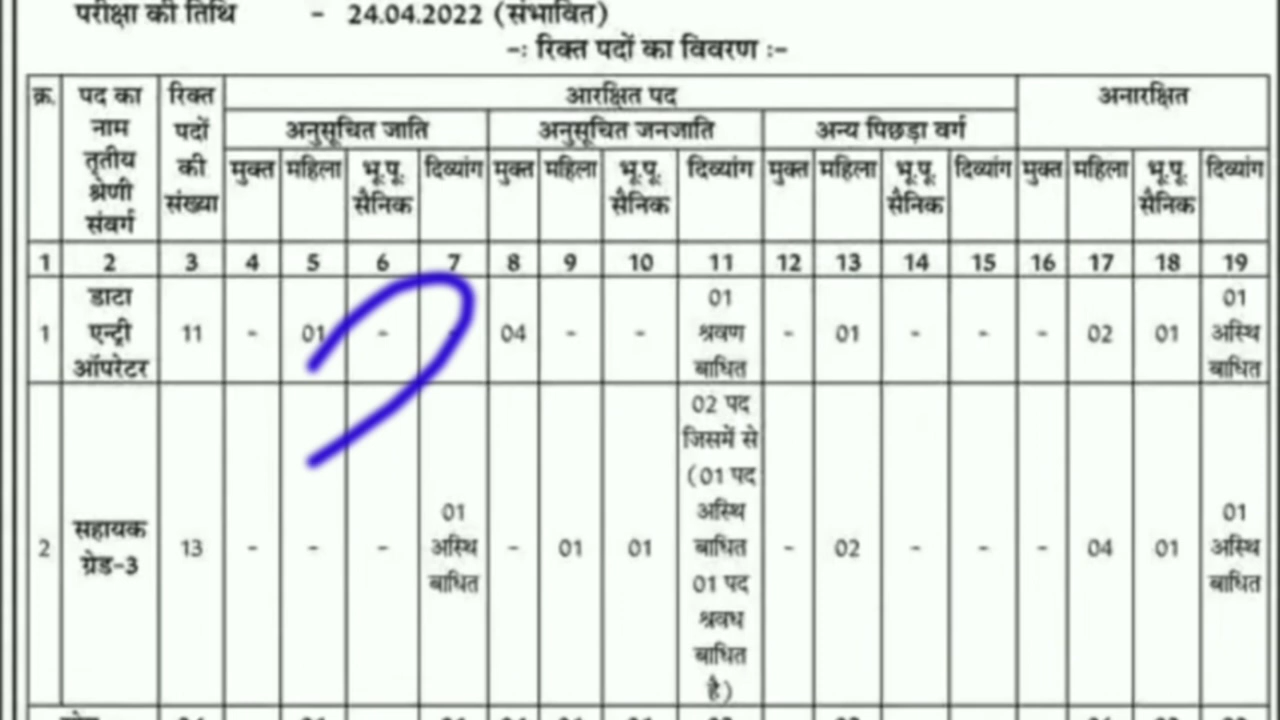 परीक्षा की तिथि - 24.04.2022 (संभावित)
-: रिक्त पदों का विवरण :-
क्र. पद का नाम तृतीय श्रेणी संवर्ग रिक्त पदों की संख्या आरक्षित पद अनारक्षित
अनुसूचित जाति अनुसूचित जनजाति अन्य पिछड़ा वर्ग
मुक्त महिला भू.पू. सैनिक दिव्यांग मुक्त महिला भू.पू. सैनिक दिव्यांग मुक्त महिला भू.पू. सैनिक दिव्यांग मुक्त महिला भू.पू. सैनिक दिव्यांग
1 2 3 4 5 6 7 8 9 10 11 12 13 14 15 16 17 18 19
1 डाटा एन्ट्री ऑपरेटर 11 - 01 - - 04 - - 01 श्रवण बाधित - 01 - - - 02 01 01 अस्थि बाधित
2 सहायक ग्रेड-3 13 - - - 01 अस्थि बाधित - 01 01 02 पद जिसमें से (01 पद अस्थि बाधित 01 पद श्रवध बाधित है) - 02 - - - 04 01 01 अस्थि बाधित